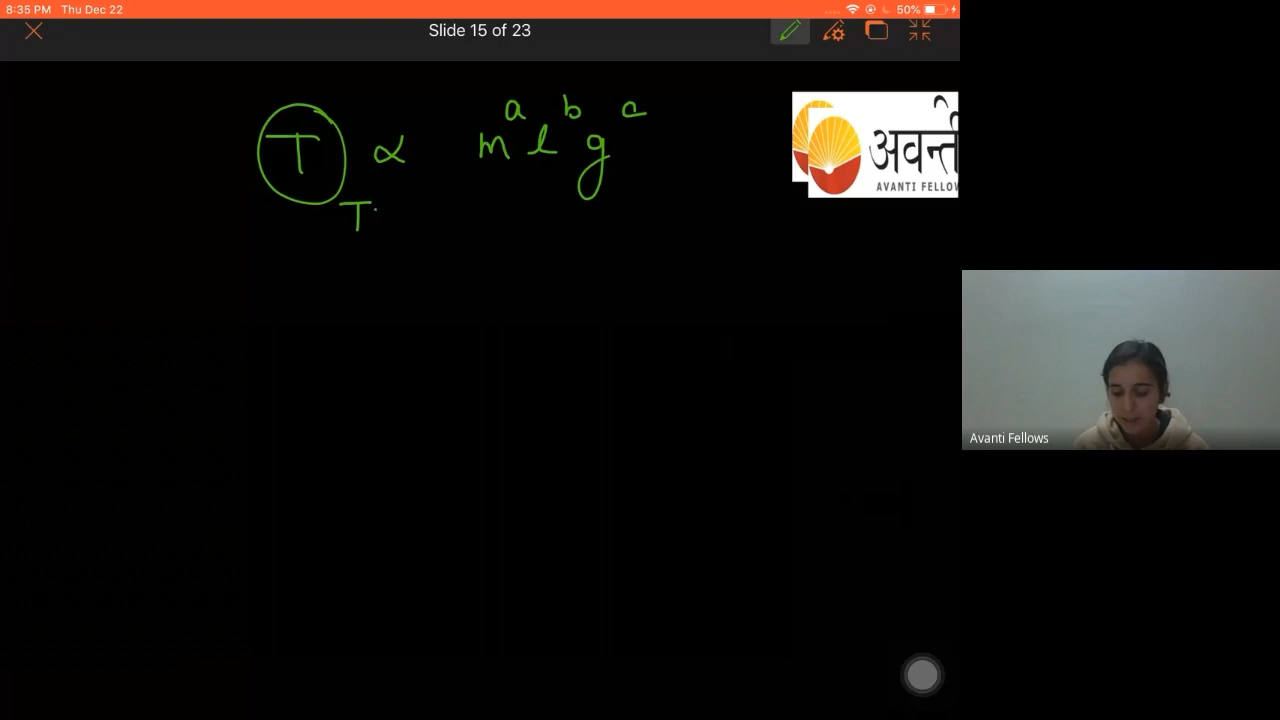 8:35 PM Thu Dec 22
50%
Slide 15 of 23
a b c
T ∝ m l g
T
अवन्ती
AVANTI FELLOW
Avanti Fellows